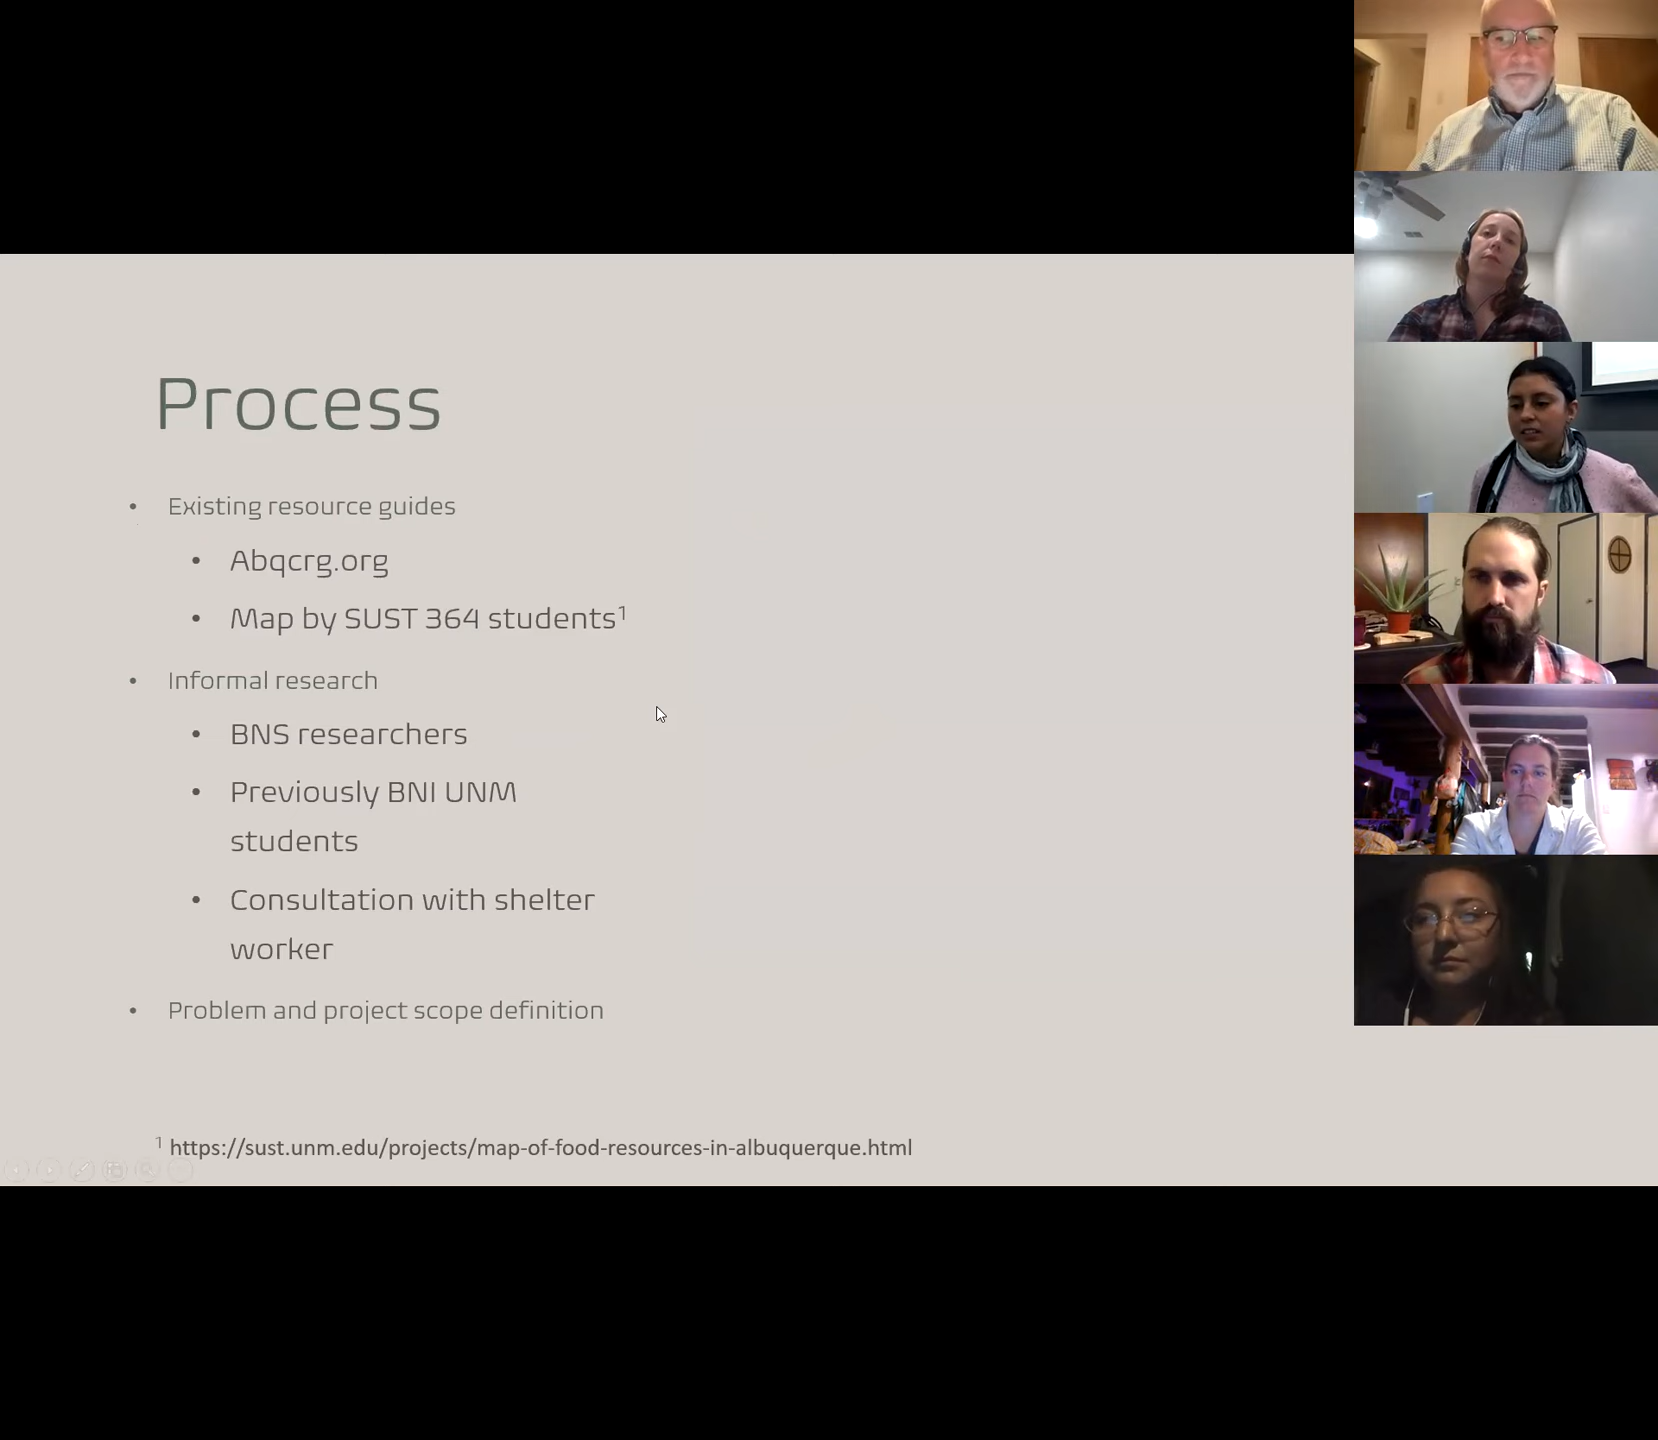 Process
• Existing resource guides
• Abqcrg.org
• Map by SUST 364 students¹
• Informal research
• BNS researchers
• Previously BNI UNM
students
• Consultation with shelter
worker
• Problem and project scope definition
¹ https://sust.unm.edu/projects/map-of-food-resources-in-albuquerque.html